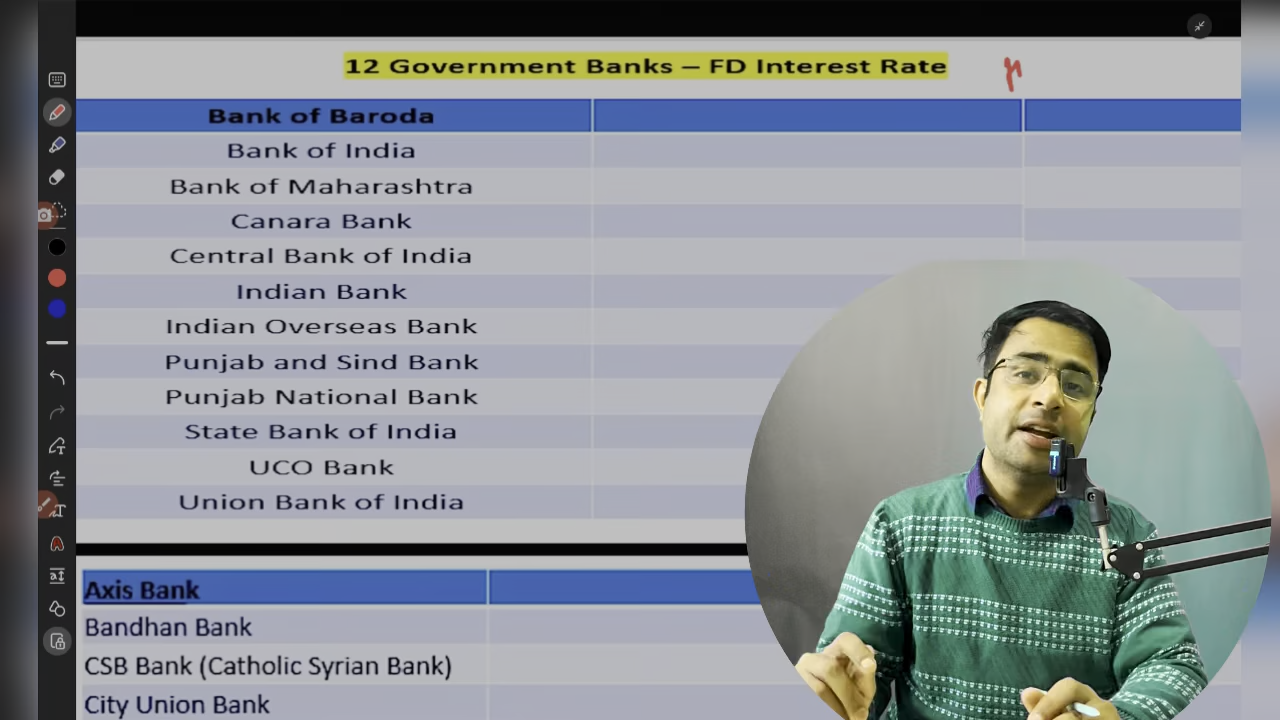 12 Government Banks – FD Interest Rate
Bank of Baroda
Bank of India
Bank of Maharashtra
Canara Bank
Central Bank of India
Indian Bank
Indian Overseas Bank
Punjab and Sind Bank
Punjab National Bank
State Bank of India
UCO Bank
Union Bank of India
Axis Bank
Bandhan Bank
CSB Bank (Catholic Syrian Bank)
City Union Bank